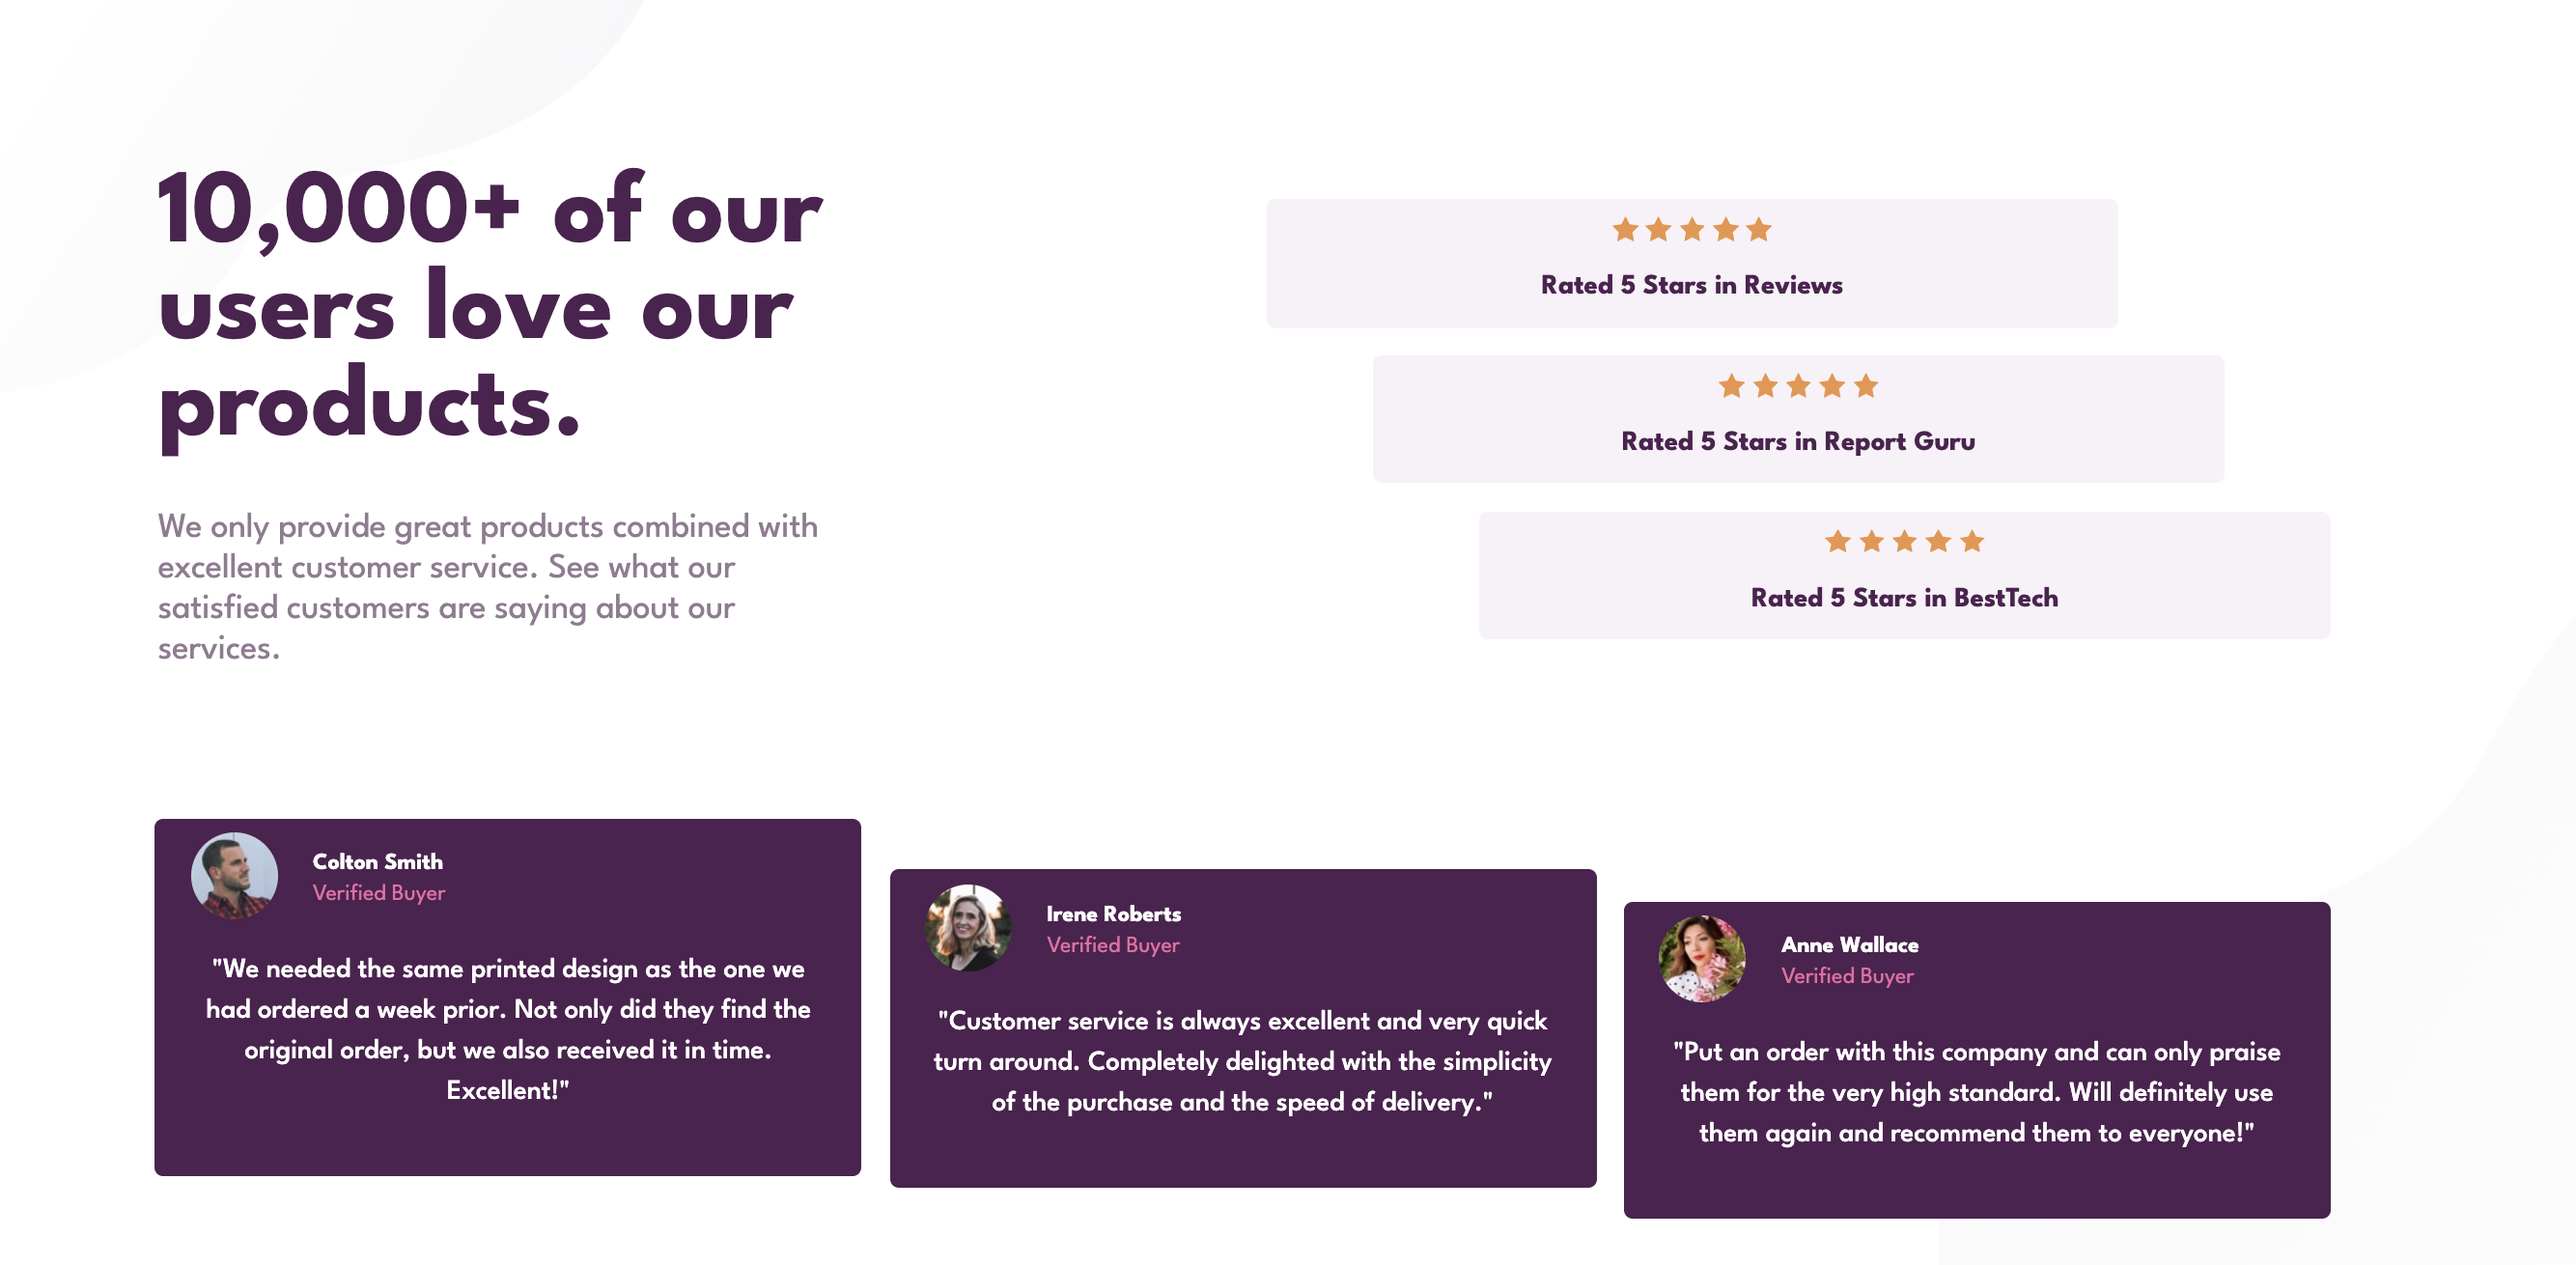 10,000+ of our
users love our
products.
We only provide great products combined with
excellent customer service. See what our
satisfied customers are saying about our
services.
Rated 5 Stars in Reviews
Rated 5 Stars in Report Guru
Rated 5 Stars in BestTech
Colton Smith
Verified Buyer
"We needed the same printed design as the one we
had ordered a week prior. Not only did they find the
original order, but we also received it in time.
Excellent!"
Irene Roberts
Verified Buyer
"Customer service is always excellent and very quick
turn around. Completely delighted with the simplicity
of the purchase and the speed of delivery."
Anne Wallace
Verified Buyer
"Put an order with this company and can only praise
them for the very high standard. Will definitely use
them again and recommend them to everyone!"